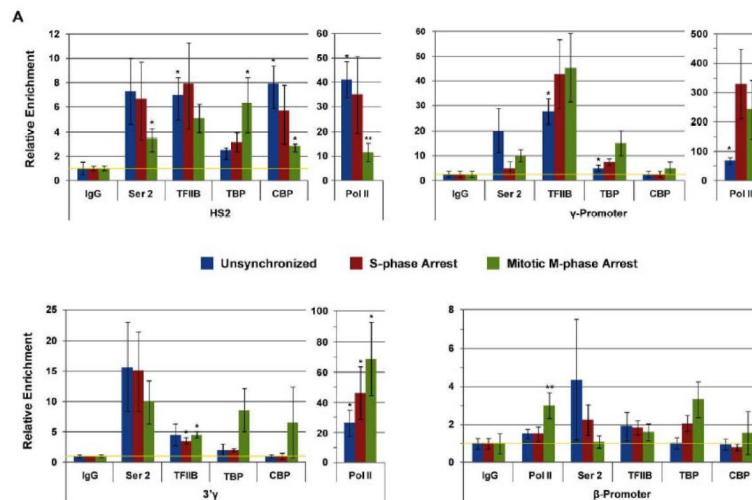 A
Relative Enrichment
12
10
8
6
4
2
0
* * * * * *
IgG Ser 2 TFIIB TBP CBP
HS2
60
50
40
30
20
10
0
* **
Pol II
60
50
40
30
20
10
0
* *
IgG Ser 2 TFIIB TBP CBP
γ-Promoter
500
400
300
200
100
0
*
Pol II
Unsynchronized S-phase Arrest Mitotic M-phase Arrest
Relative Enrichment
25
20
15
10
5
0
* *
IgG Ser 2 TFIIB TBP CBP
3'γ
100
80
60
40
20
0
* * *
Pol II
8
6
4
2
0
**
IgG Pol II Ser 2 TFIIB TBP CBP
β-Promoter